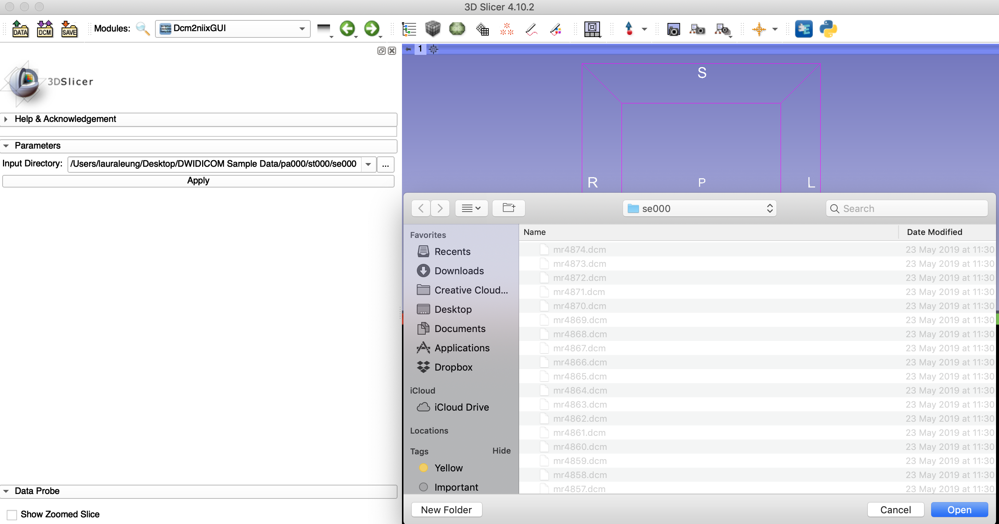 3D Slicer 4.10.2
DATA DCM SAVE Modules: Dcm2niixGUI
1
3DSlicer
Help & Acknowledgement
Parameters
Input Directory: /Users/lauraleung/Desktop/DWIDICOM Sample Data/pa000/st000/se000 ...
Apply
S
R P L
se000 Search
Favorites
Recents
Downloads
Creative Cloud...
Desktop
Documents
Applications
Dropbox
iCloud
iCloud Drive
Locations
Tags Hide
Yellow
Important
Name Date Modified
mr4874.dcm 23 May 2019 at 11:30
mr4873.dcm 23 May 2019 at 11:30
mr4872.dcm 23 May 2019 at 11:30
mr4871.dcm 23 May 2019 at 11:30
mr4870.dcm 23 May 2019 at 11:30
mr4869.dcm 23 May 2019 at 11:30
mr4868.dcm 23 May 2019 at 11:30
mr4867.dcm 23 May 2019 at 11:30
mr4866.dcm 23 May 2019 at 11:30
mr4865.dcm 23 May 2019 at 11:30
mr4864.dcm 23 May 2019 at 11:30
mr4863.dcm 23 May 2019 at 11:30
mr4862.dcm 23 May 2019 at 11:30
mr4861.dcm 23 May 2019 at 11:30
mr4860.dcm 23 May 2019 at 11:30
mr4859.dcm 23 May 2019 at 11:30
mr4858.dcm 23 May 2019 at 11:30
mr4857.dcm 23 May 2019 at 11:30
New Folder Cancel Open
Data Probe
Show Zoomed Slice